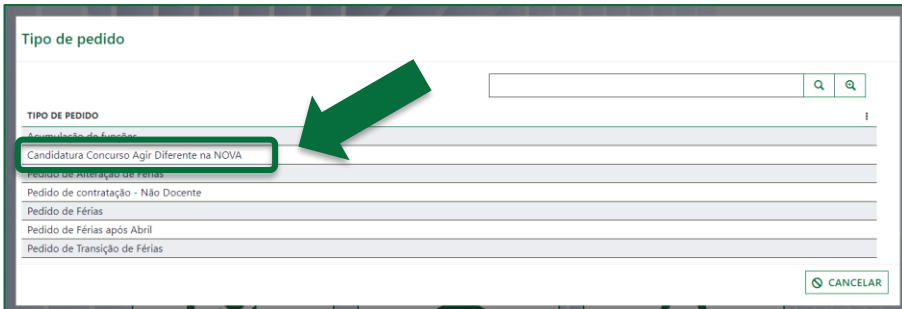 Tipo de pedido
TIPO DE PEDIDO
Acumulação de funções
Candidatura Concurso Agir Diferente na NOVA
Pedido de Alteração de Férias
Pedido de contratação - Não Docente
Pedido de Férias
Pedido de Férias após Abril
Pedido de Transição de Férias
CANCELAR